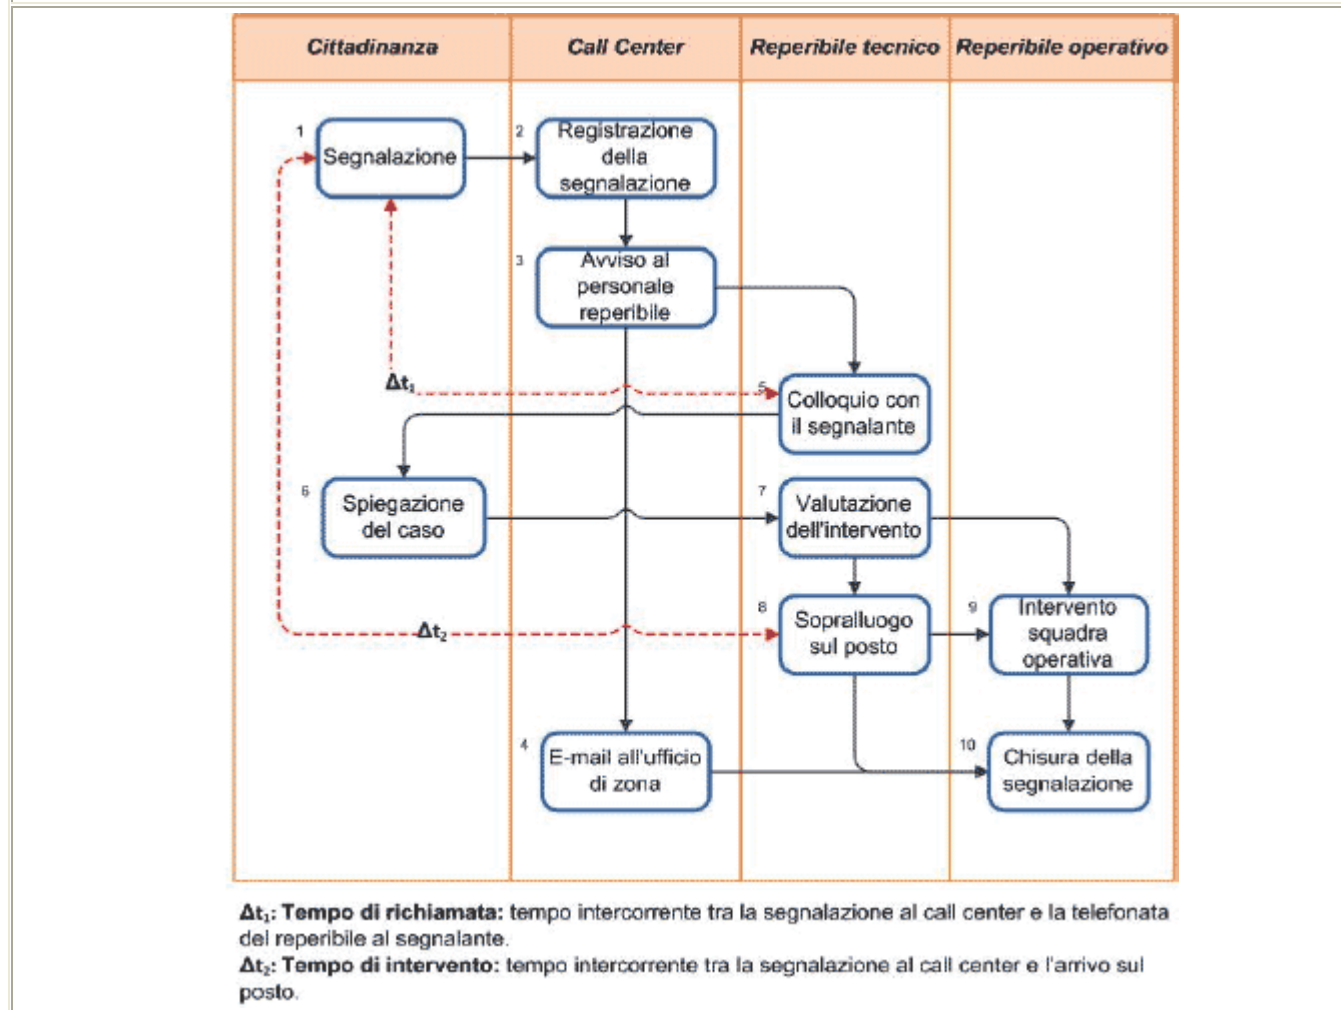 Cittadinanza
Call Center
Reperibile tecnico
Reperibile operativo
1
Segnalazione
2
Registrazione
della
segnalazione
3
Avviso al
personale
reperibile
Δt₁
5
Colloquio con
il segnalante
6
Spiegazione
del caso
7
Valutazione
dell'intervento
Δt₂
8
Sopralluogo
sul posto
9
Intervento
squadra
operativa
4
E-mail all'ufficio
di zona
10
Chisura della
segnalazione
Δt₁: Tempo di richiamata: tempo intercorrente tra la segnalazione al call center e la telefonata
del reperibile al segnalante.
Δt₂: Tempo di intervento: tempo intercorrente tra la segnalazione al call center e l'arrivo sul
posto.